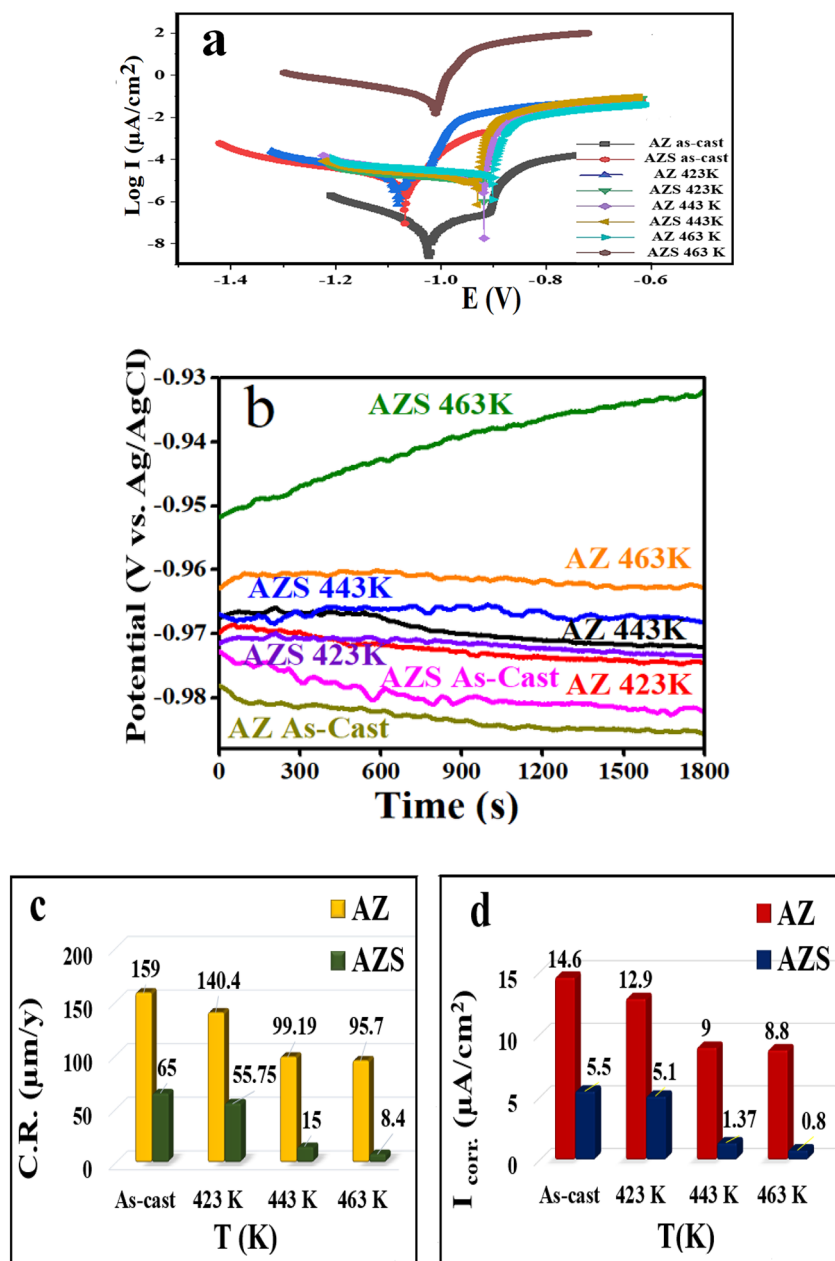 a
Log I (µA/cm2)
2
0
-2
-4
-6
-8
-1.4
-1.2
-1.0
-0.8
-0.6
E (V)
AZ as-cast
AZS as-cast
AZ 423K
AZS 423K
AZ 443K
AZS 443K
AZ 463 K
AZS 463 K
b
Potential (V vs. Ag/AgCl)
-0.93
-0.94
-0.95
-0.96
-0.97
-0.98
AZS 463K
AZ 463K
AZS 443K
AZ 443K
AZS 423K
AZS As-Cast
AZ 423K
AZ As-Cast
0
300
600
900
1200
1500
1800
Time (s)
c
AZ
AZS
C.R. (µm/y)
200
150
100
50
0
159
140.4
99.19
95.7
65
55.75
15
8.4
As-cast
423 K
443 K
463 K
T (K)
d
AZ
AZS
I corr. (µA/cm²)
15
10
5
0
14.6
12.9
9
8.8
5.5
5.1
1.37
0.8
As-cast
423 K
443 K
463 K
T(K)